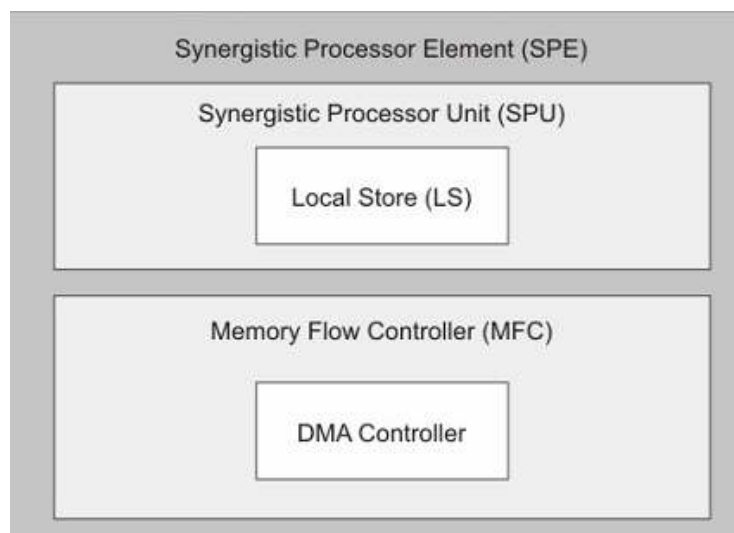 Synergistic Processor Element (SPE)
Synergistic Processor Unit (SPU)
Local Store (LS)
Memory Flow Controller (MFC)
DMA Controller